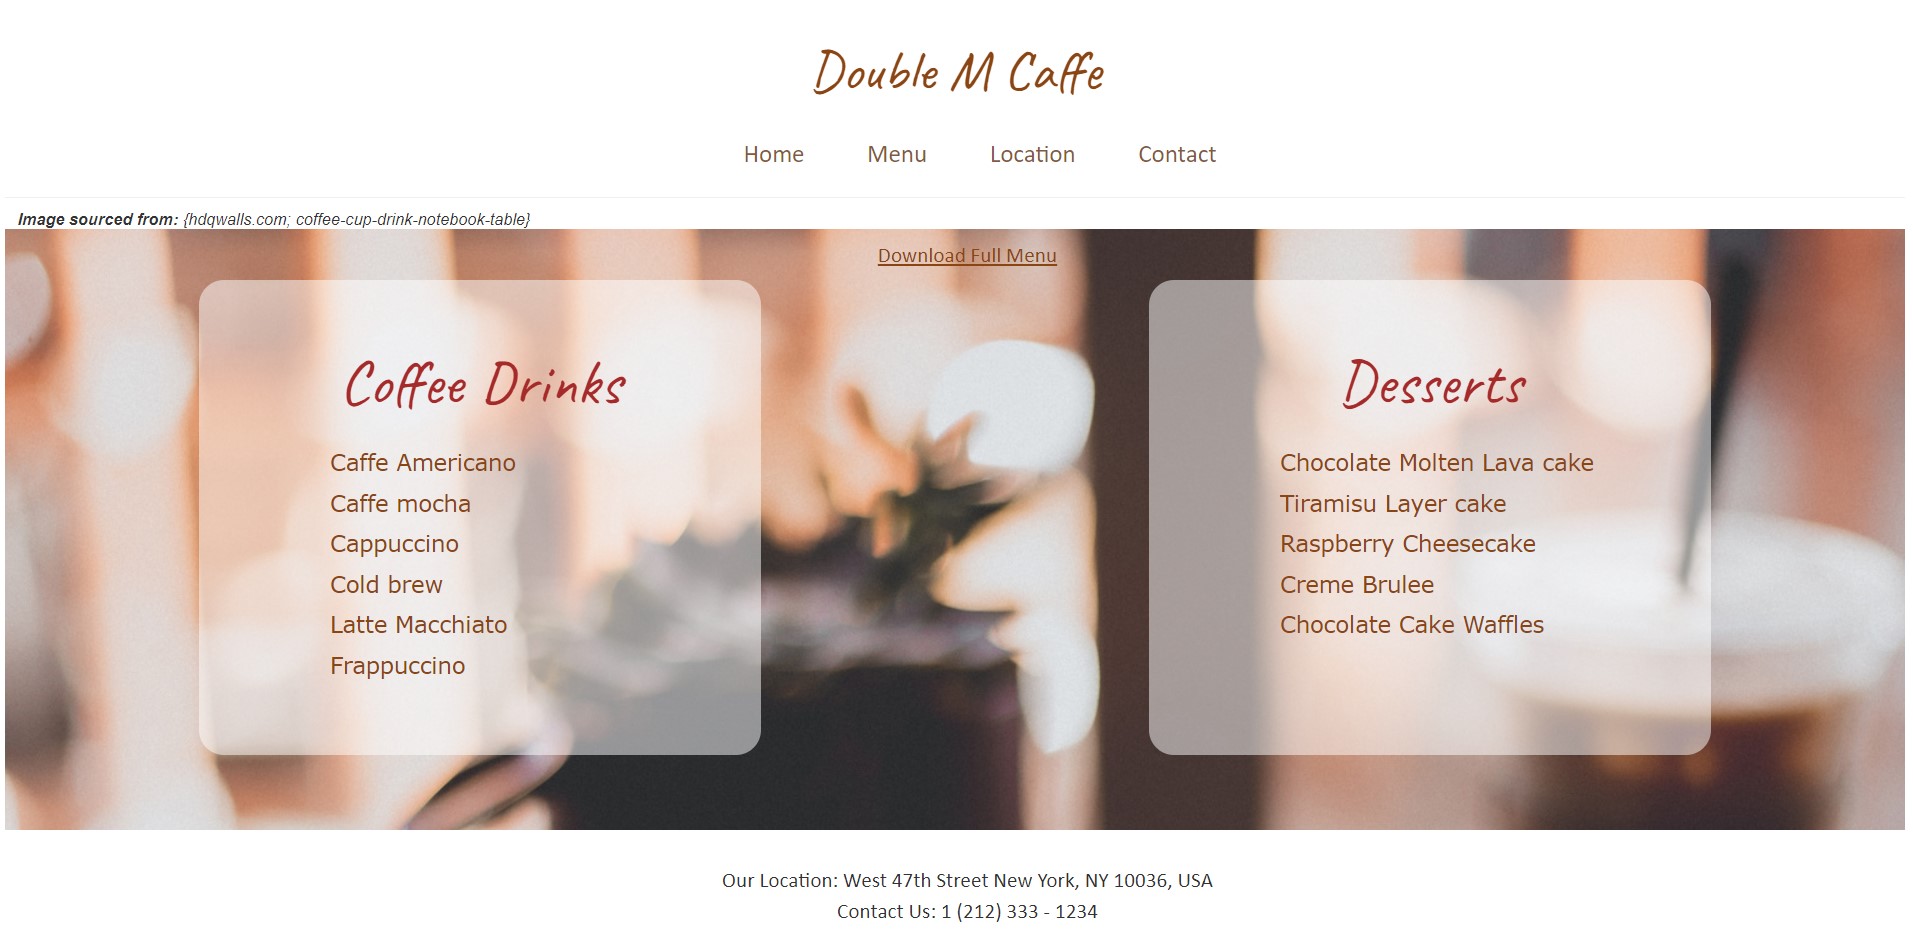 Double M Caffe
Home Menu Location Contact
Image sourced from: {hdqwalls.com; coffee-cup-drink-notebook-table}
Download Full Menu
Coffee Drinks
Caffe Americano
Caffe mocha
Cappuccino
Cold brew
Latte Macchiato
Frappuccino
Desserts
Chocolate Molten Lava cake
Tiramisu Layer cake
Raspberry Cheesecake
Creme Brulee
Chocolate Cake Waffles
Our Location: West 47th Street New York, NY 10036, USA
Contact Us: 1 (212) 333 - 1234